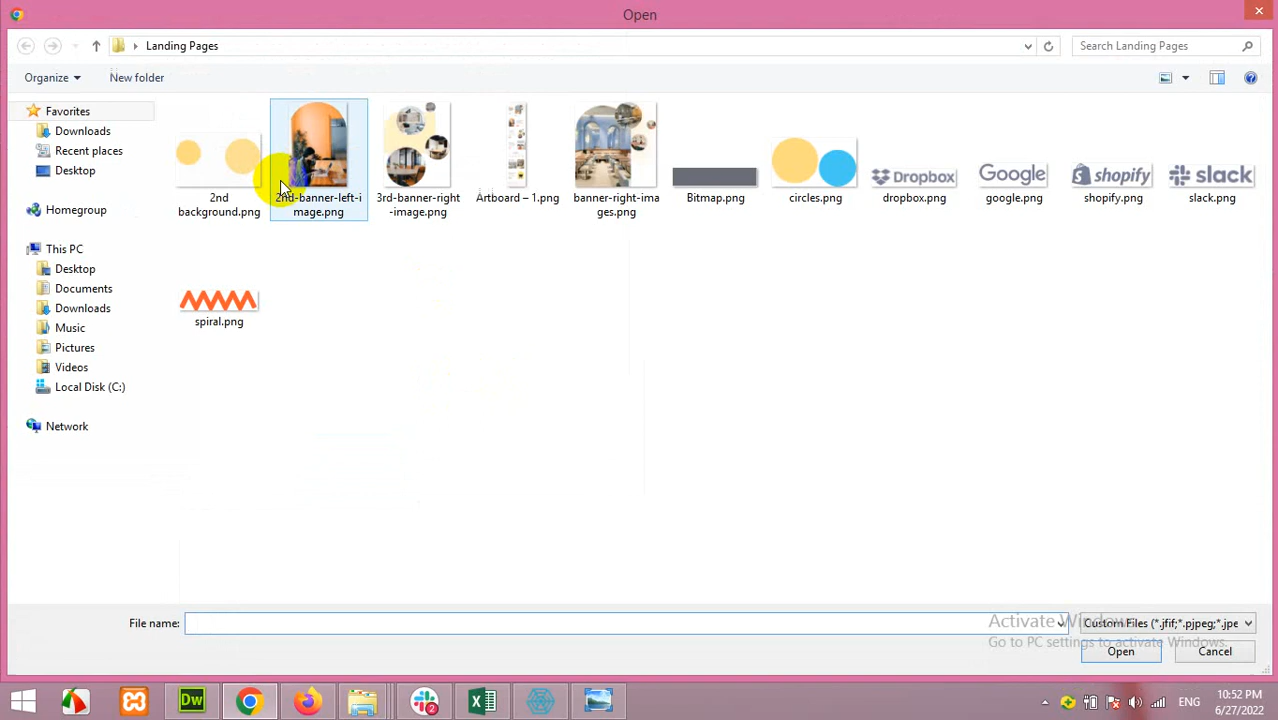 Open
Landing Pages
Search Landing Pages
Organize
New folder
Favorites
Downloads
Recent places
Desktop
Homegroup
This PC
Desktop
Documents
Downloads
Music
Pictures
Videos
Local Disk (C:)
Network
2nd
background.png
2nd-banner-left-i
mage.png
3rd-banner-right
-image.png
Artboard – 1.png
banner-right-ima
ges.png
Bitmap.png
circles.png
Dropbox
dropbox.png
Google
google.png
shopify
shopify.png
slack
slack.png
spiral.png
File name:
Custom Files (*.jfif;*.pjpeg;*.jpe
Activate Windows
Go to PC settings to activate Windows.
Open
Cancel
Dw
2
ENG
10:52 PM
6/27/2022